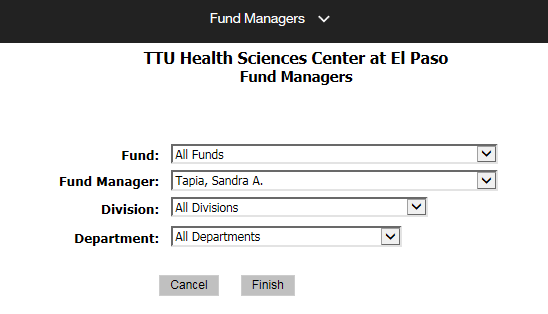 Fund Managers
TTU Health Sciences Center at El Paso
Fund Managers
Fund: All Funds
Fund Manager: Tapia, Sandra A.
Division: All Divisions
Department: All Departments
Cancel Finish